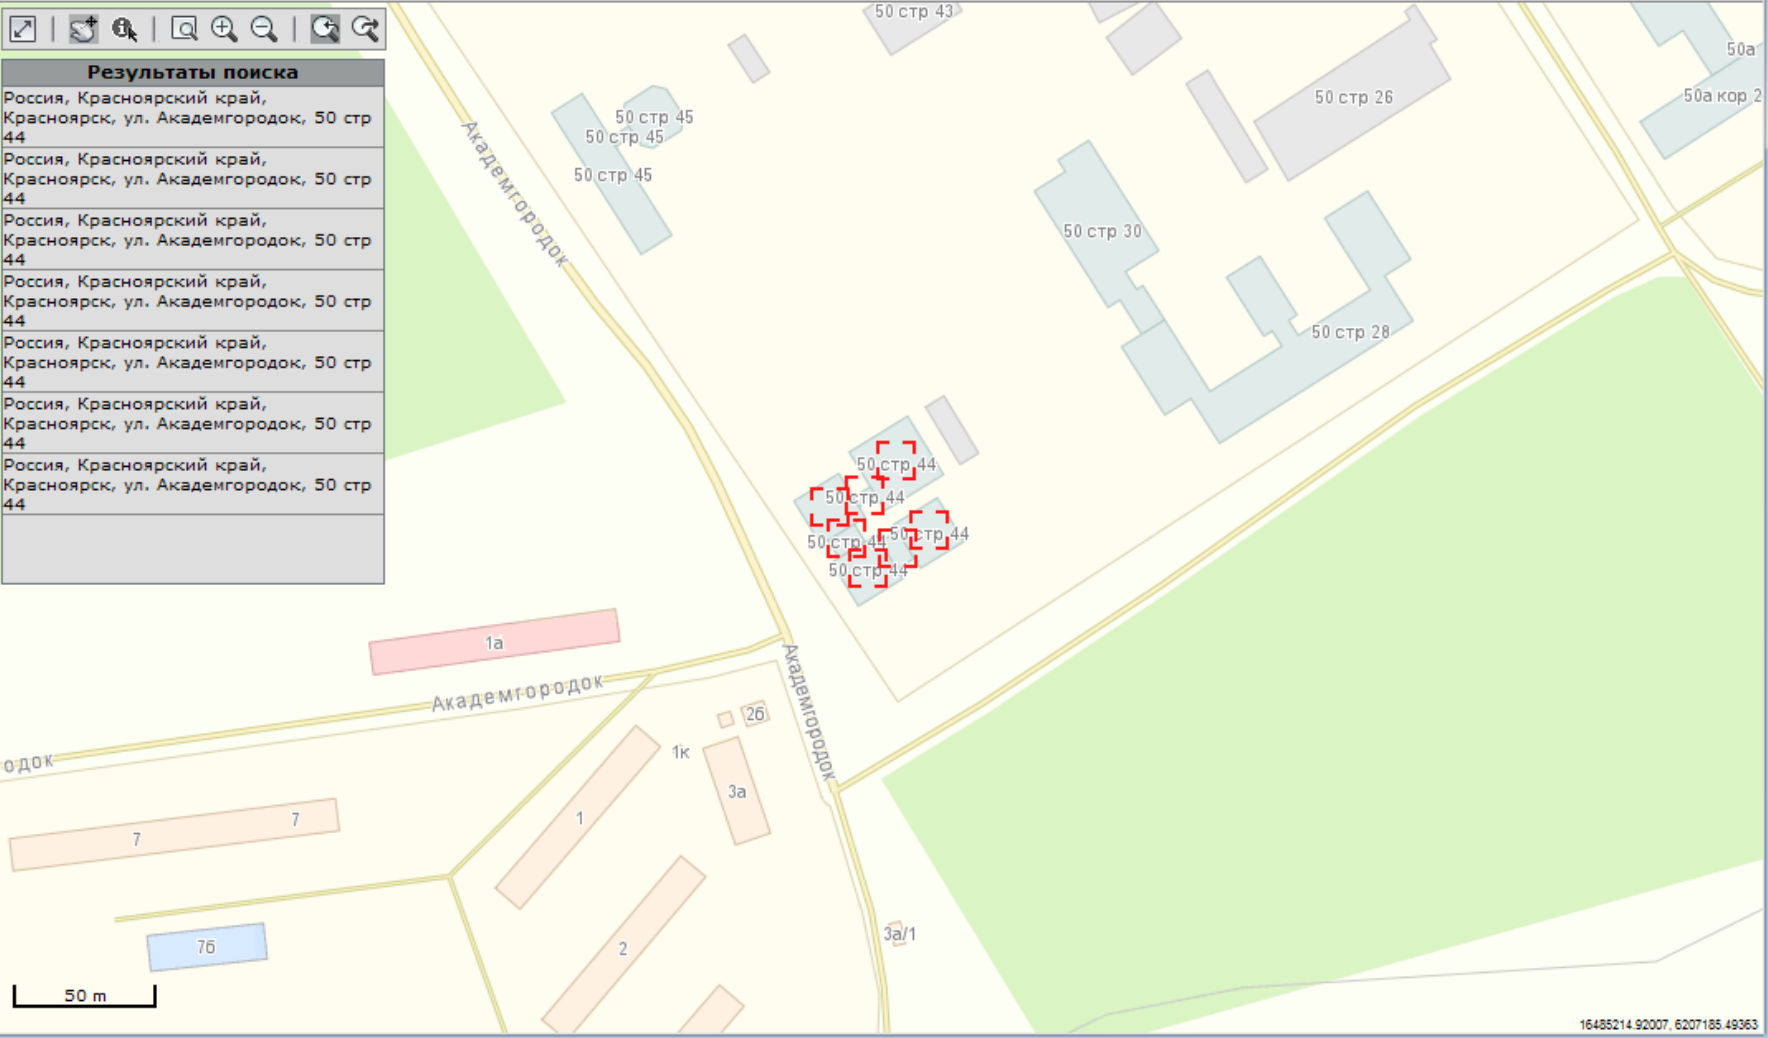 Результаты поиска
Россия, Красноярский край,
Красноярск, ул. Академгородок, 50 стр
44
Россия, Красноярский край,
Красноярск, ул. Академгородок, 50 стр
44
Россия, Красноярский край,
Красноярск, ул. Академгородок, 50 стр
44
Россия, Красноярский край,
Красноярск, ул. Академгородок, 50 стр
44
Россия, Красноярский край,
Красноярск, ул. Академгородок, 50 стр
44
Россия, Красноярский край,
Красноярск, ул. Академгородок, 50 стр
44
Россия, Красноярский край,
Красноярск, ул. Академгородок, 50 стр
44
50 стр 43
50а
50а кор 2
50 стр 26
50 стр 45
50 стр 45
50 стр 45
Академгородок
50 стр 30
50 стр 28
50 стр 44
50 стр 44
50 стр 44
50 стр 44
50 стр 44
1а
Академгородок
Академгородок
одок
2б
1к
3а
1
7
7
7б
2
3а/1
50 m
16485214.92007, 6207185.49363